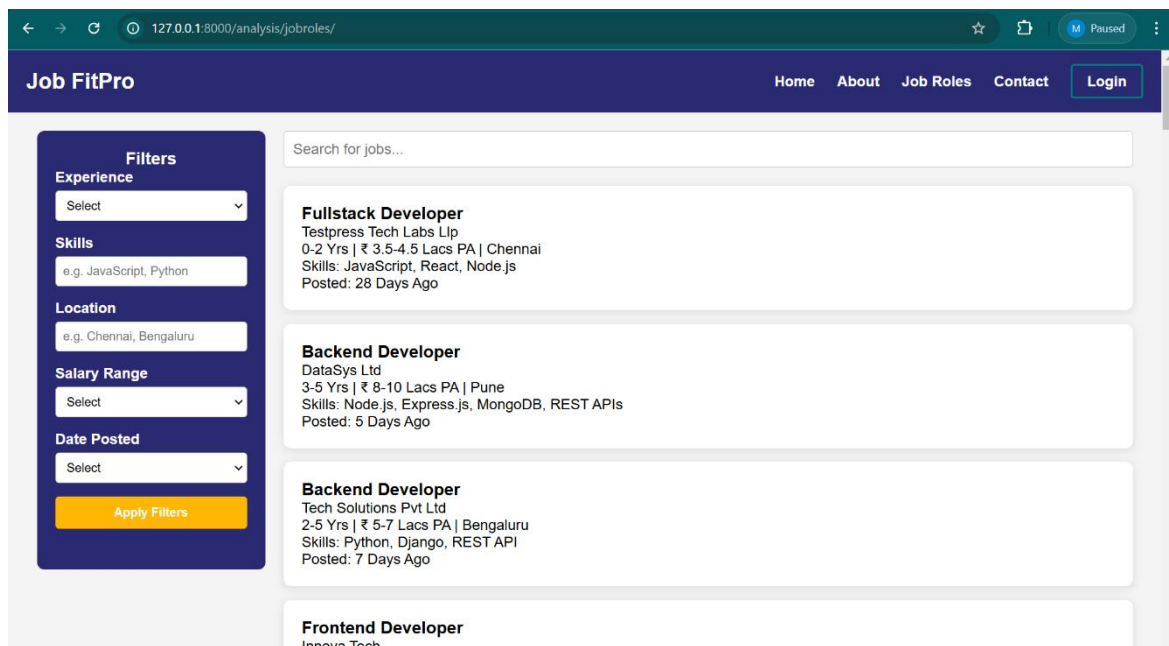 127.0.0.1:8000/analysis/jobroles/
M Paused
Job FitPro
Home About Job Roles Contact Login
Filters
Experience
Select
Skills
e.g. JavaScript, Python
Location
e.g. Chennai, Bengaluru
Salary Range
Select
Date Posted
Select
Apply Filters
Search for jobs...
Fullstack Developer
Testpress Tech Labs Llp
0-2 Yrs | ₹ 3.5-4.5 Lacs PA | Chennai
Skills: JavaScript, React, Node.js
Posted: 28 Days Ago
Backend Developer
DataSys Ltd
3-5 Yrs | ₹ 8-10 Lacs PA | Pune
Skills: Node.js, Express.js, MongoDB, REST APIs
Posted: 5 Days Ago
Backend Developer
Tech Solutions Pvt Ltd
2-5 Yrs | ₹ 5-7 Lacs PA | Bengaluru
Skills: Python, Django, REST API
Posted: 7 Days Ago
Frontend Developer
Innova Tech